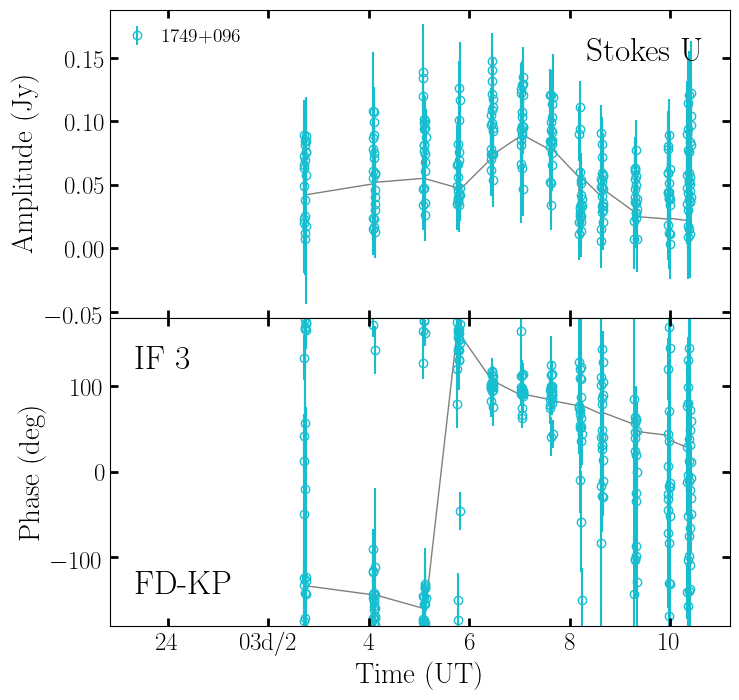 1749+096
Stokes U
Amplitude (Jy)
0.15
0.10
0.05
0.00
−0.05
IF 3
FD-KP
Phase (deg)
100
0
−100
24 03d/2 4 6 8 10
Time (UT)